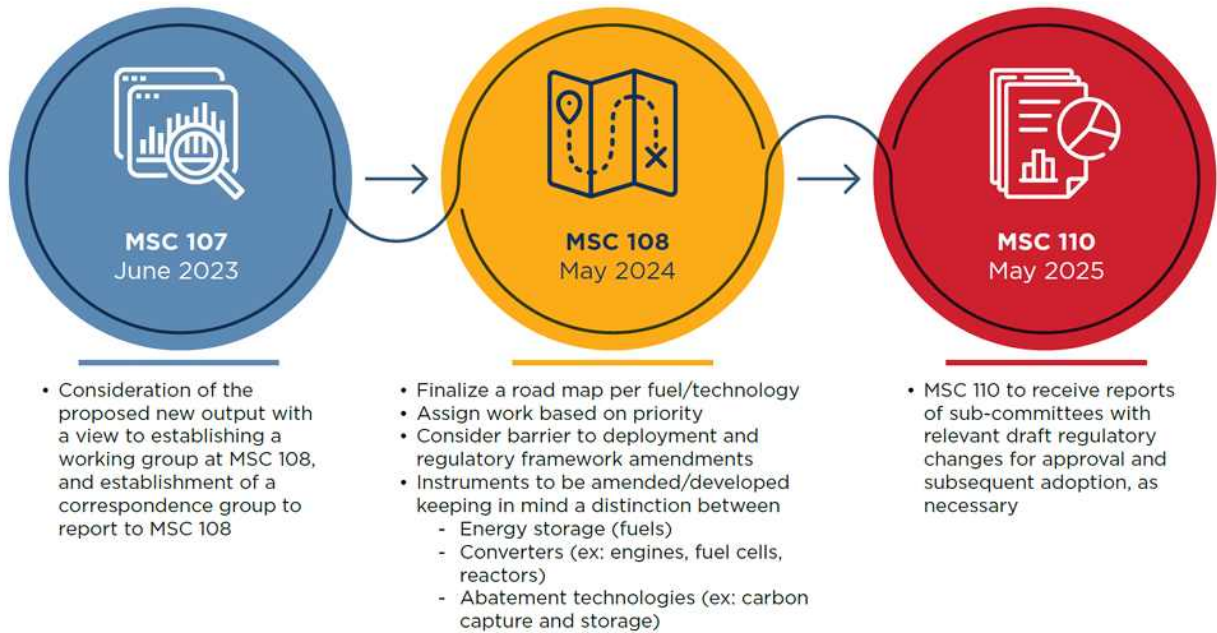 MSC 107
June 2023
MSC 108
May 2024
MSC 110
May 2025
• Consideration of the
proposed new output with
a view to establishing a
working group at MSC 108,
and establishment of a
correspondence group to
report to MSC 108
• Finalize a road map per fuel/technology
• Assign work based on priority
• Consider barrier to deployment and
regulatory framework amendments
• Instruments to be amended/developed
keeping in mind a distinction between
- Energy storage (fuels)
- Converters (ex: engines, fuel cells,
reactors)
- Abatement technologies (ex: carbon
capture and storage)
• MSC 110 to receive reports
of sub-committees with
relevant draft regulatory
changes for approval and
subsequent adoption, as
necessary